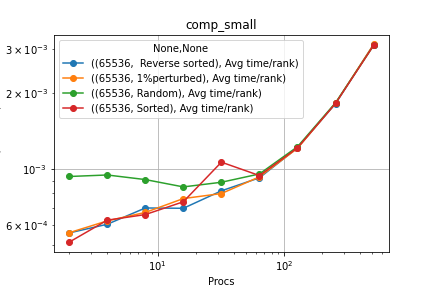 comp_small
None,None
((65536,  Reverse sorted), Avg time/rank)
((65536, 1%perturbed), Avg time/rank)
((65536, Random), Avg time/rank)
((65536, Sorted), Avg time/rank)
3 × 10⁻³
2 × 10⁻³
10⁻³
6 × 10⁻⁴
10¹ 10²
Procs